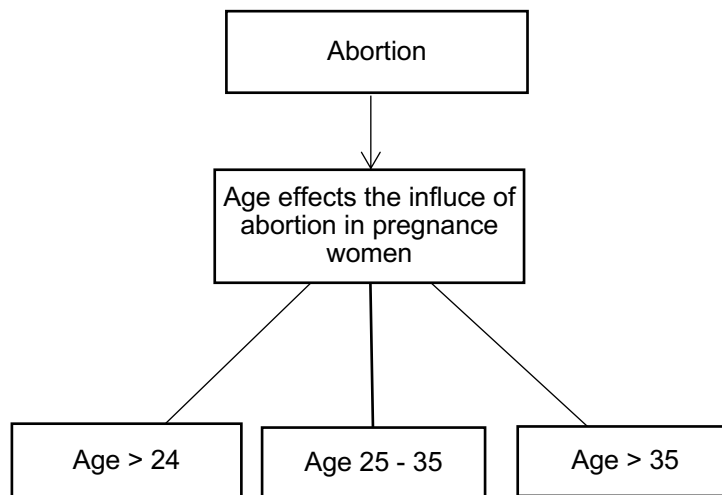 Abortion
Age effects the influce of
abortion in pregnance
women
Age > 24
Age 25 - 35
Age > 35